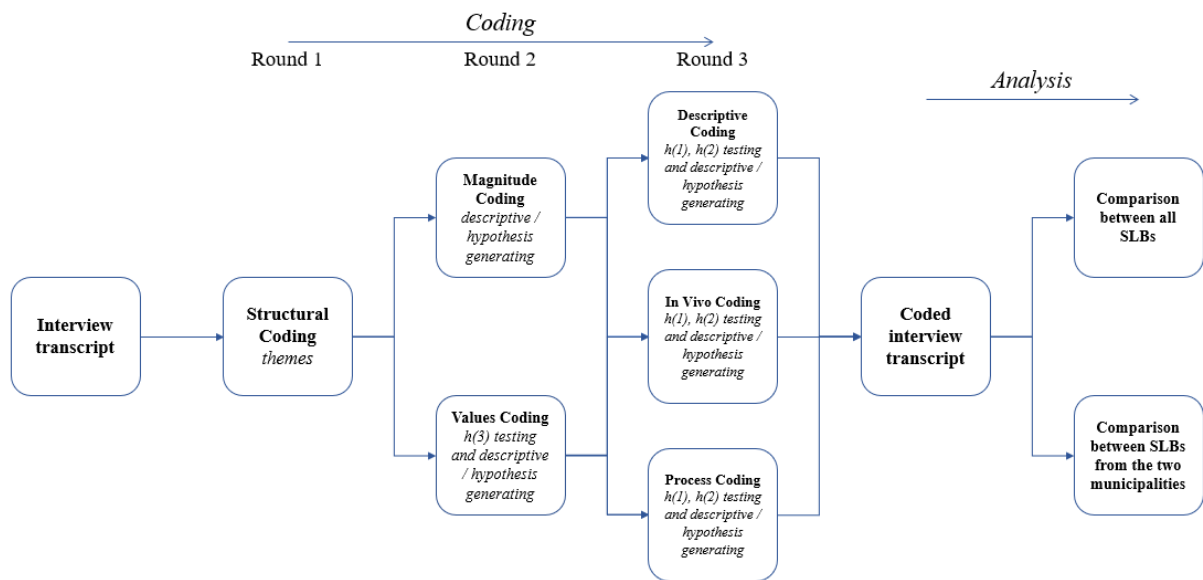 Coding
Round 1
Round 2
Round 3
Analysis
Interview
transcript
Structural
Coding
themes
Magnitude
Coding
descriptive /
hypothesis
generating
Values Coding
h(3) testing
and descriptive
/ hypothesis
generating
Descriptive
Coding
h(1), h(2) testing
and descriptive /
hypothesis
generating
In Vivo Coding
h(1), h(2) testing
and descriptive /
hypothesis
generating
Process Coding
h(1), h(2) testing
and descriptive /
hypothesis
generating
Coded
interview
transcript
Comparison
between all
SLBs
Comparison
between SLBs
from the two
municipalities